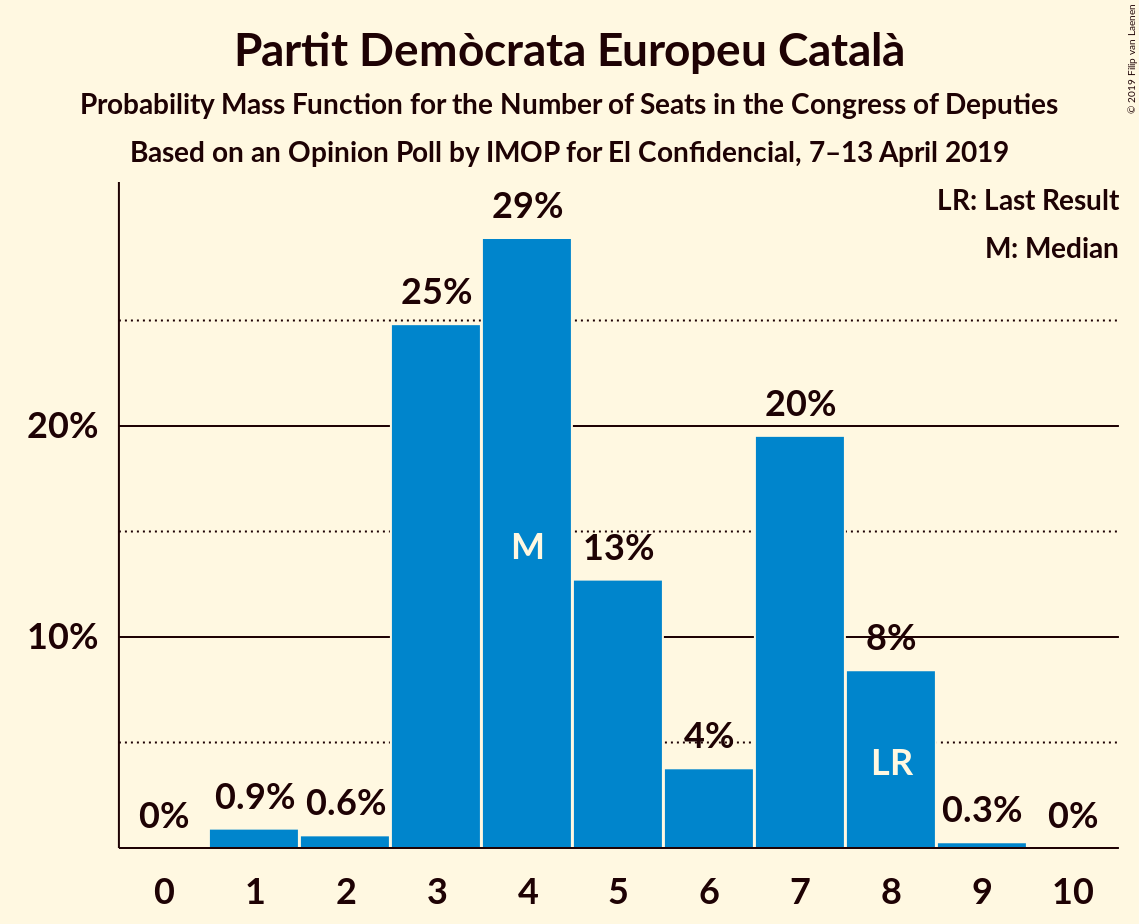 Partit Demòcrata Europeu Català
Probability Mass Function for the Number of Seats in the Congress of Deputies
Based on an Opinion Poll by IMOP for El Confidencial, 7–13 April 2019
© 2019 Filip van Laenen
LR: Last Result
M: Median
29%
25%
20%
20%
M
13%
10%
8%
4%
LR
0%
0.9%
0.6%
0.3%
0%
0 1 2 3 4 5 6 7 8 9 10